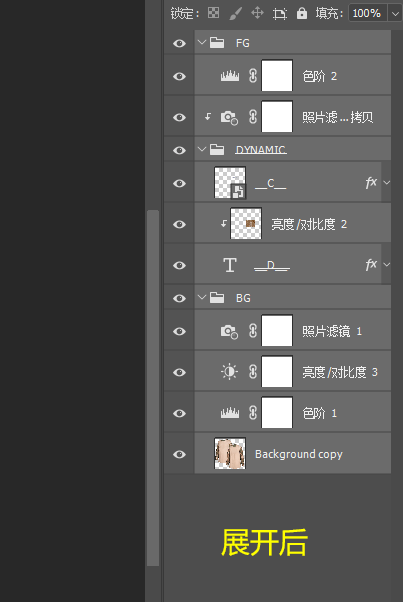 锁定: 填充: 100%
FG
色阶 2
照片滤 ... 拷贝
DYNAMIC
__C__ fx
亮度/对比度 2
T __D__ fx
BG
照片滤镜 1
亮度/对比度 3
色阶 1
Background copy
展开后